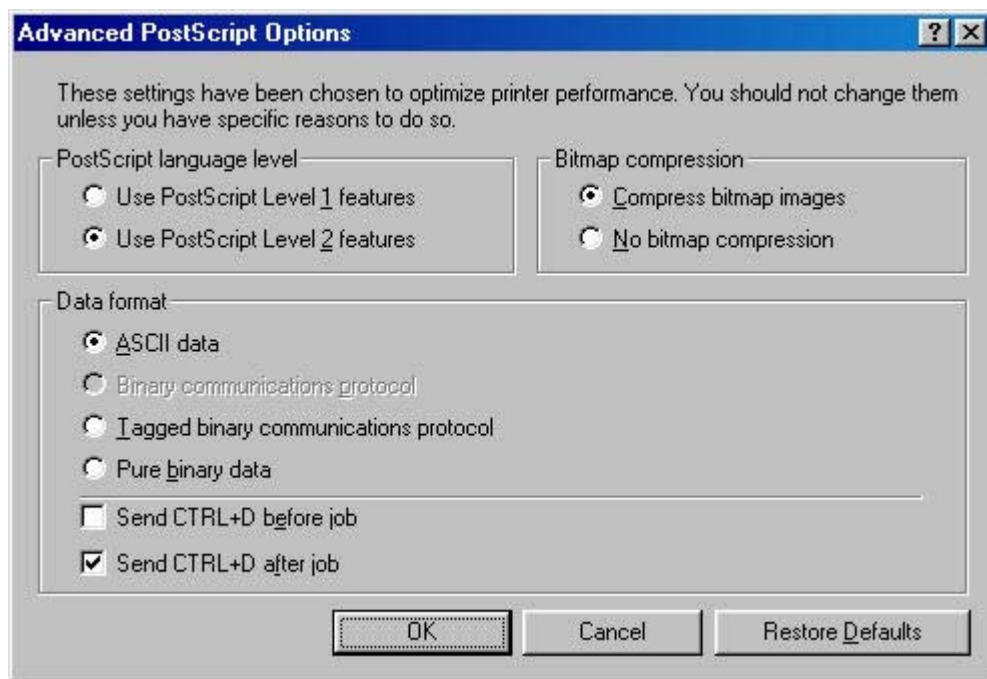 Advanced PostScript Options
These settings have been chosen to optimize printer performance. You should not change them
unless you have specific reasons to do so.
PostScript language level
Use PostScript Level 1 features
Use PostScript Level 2 features
Bitmap compression
Compress bitmap images
No bitmap compression
Data format
ASCII data
Binary communications protocol
Tagged binary communications protocol
Pure binary data
Send CTRL+D before job
Send CTRL+D after job
OK
Cancel
Restore Defaults